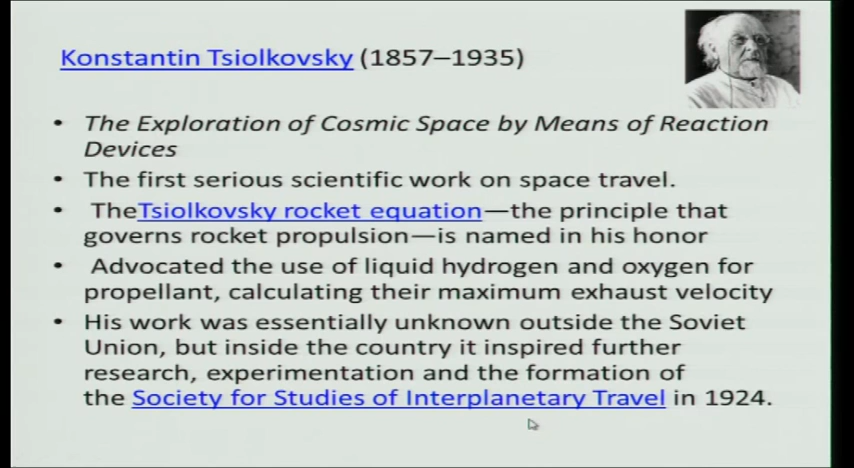 Konstantin Tsiolkovsky (1857–1935)
• The Exploration of Cosmic Space by Means of Reaction
Devices
• The first serious scientific work on space travel.
• TheTsiolkovsky rocket equation—the principle that
governs rocket propulsion—is named in his honor
• Advocated the use of liquid hydrogen and oxygen for
propellant, calculating their maximum exhaust velocity
• His work was essentially unknown outside the Soviet
Union, but inside the country it inspired further
research, experimentation and the formation of
the Society for Studies of Interplanetary Travel in 1924.